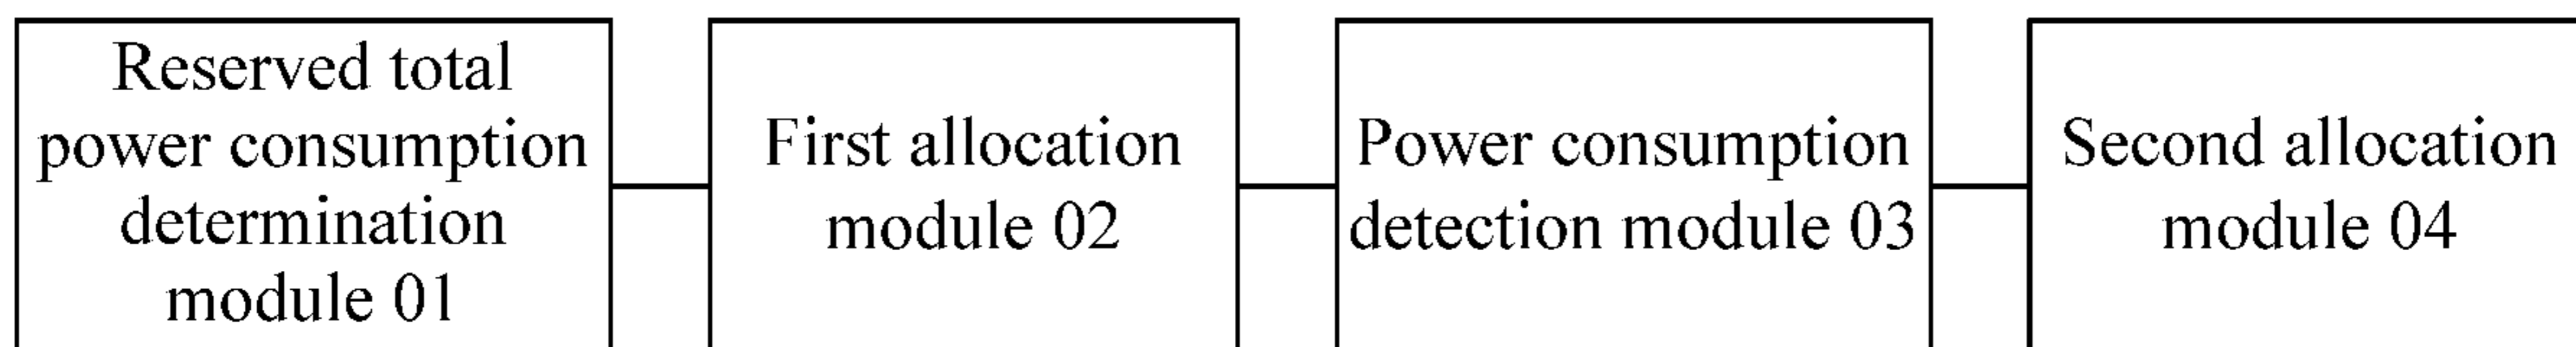 Reserved total
power consumption
determination
module 01
First allocation
module 02
Power consumption
detection module 03
Second allocation
module 04